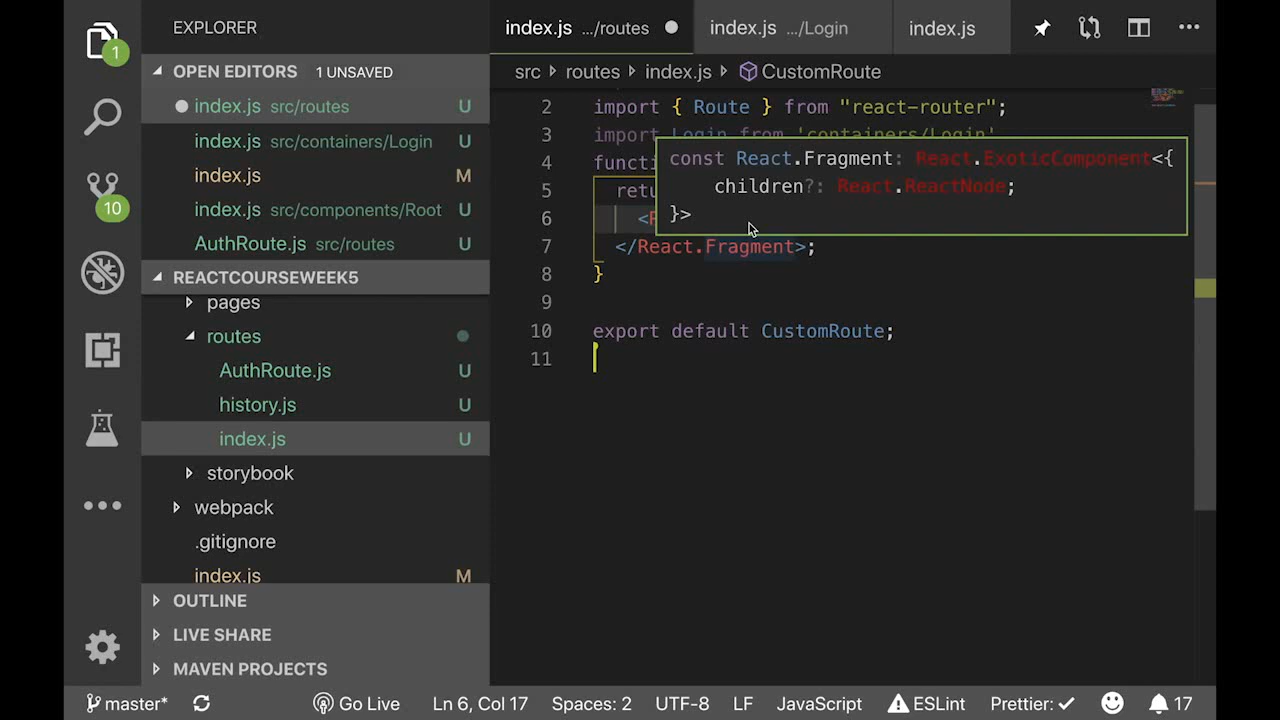 EXPLORER
index.js .../routes
index.js .../Login
index.js
1
OPEN EDITORS 1 UNSAVED
index.js src/routes U
index.js src/containers/Login U
index.js M
index.js src/components/Root U
AuthRoute.js src/routes U
10
REACTCOURSEWEEK5
pages
routes
AuthRoute.js U
history.js U
index.js U
storybook
webpack
.gitignore
index.js M
OUTLINE
LIVE SHARE
MAVEN PROJECTS
src routes index.js CustomRoute
2 import { Route } from "react-router";
3 import Login from 'containers/Login'
4 functi
5 retu
6 <
7 </React.Fragment>;
8 }
9
10 export default CustomRoute;
11
const React.Fragment: React.ExoticComponent<{
children?: React.ReactNode;
}>
master* Go Live Ln 6, Col 17 Spaces: 2 UTF-8 LF JavaScript ESLint Prettier: 17